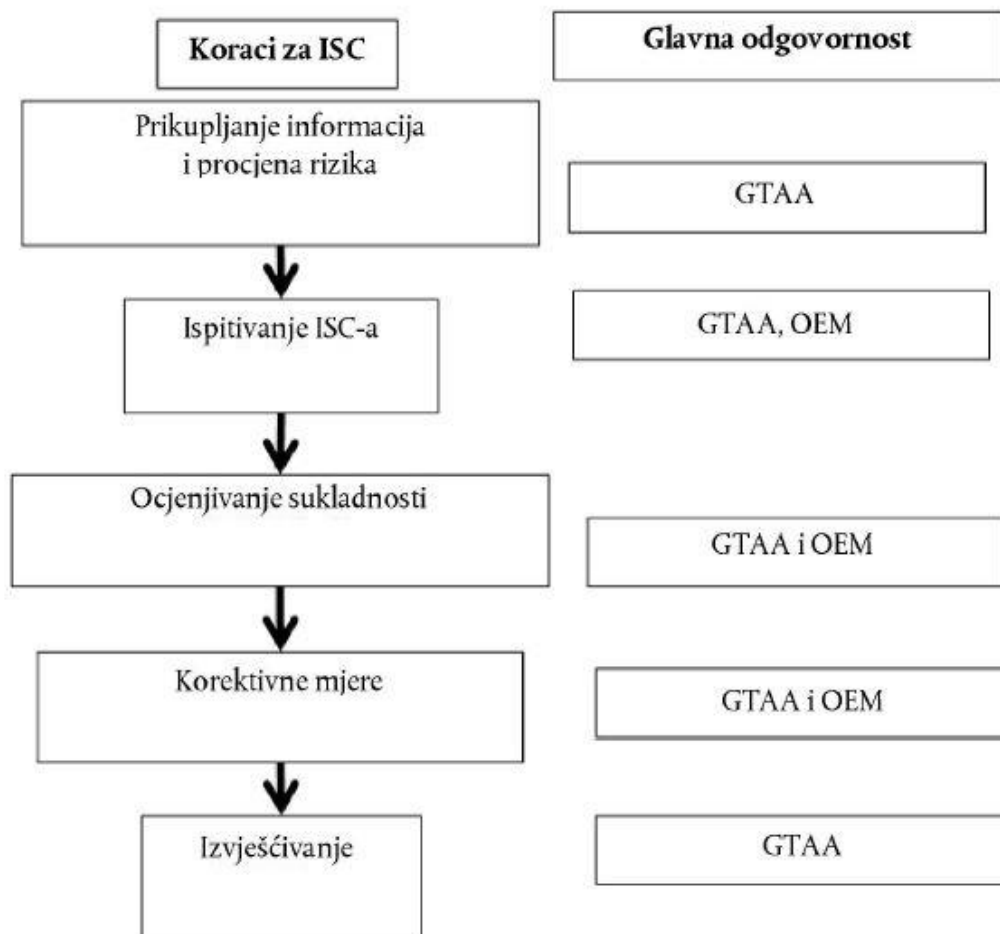 Koraci za ISC
Glavna odgovornost
Prikupljanje informacija
i procjena rizika
GTAA
Ispitivanje ISC-a
GTAA, OEM
Ocjenjivanje sukladnosti
GTAA i OEM
Korektivne mjere
GTAA i OEM
Izvješćivanje
GTAA